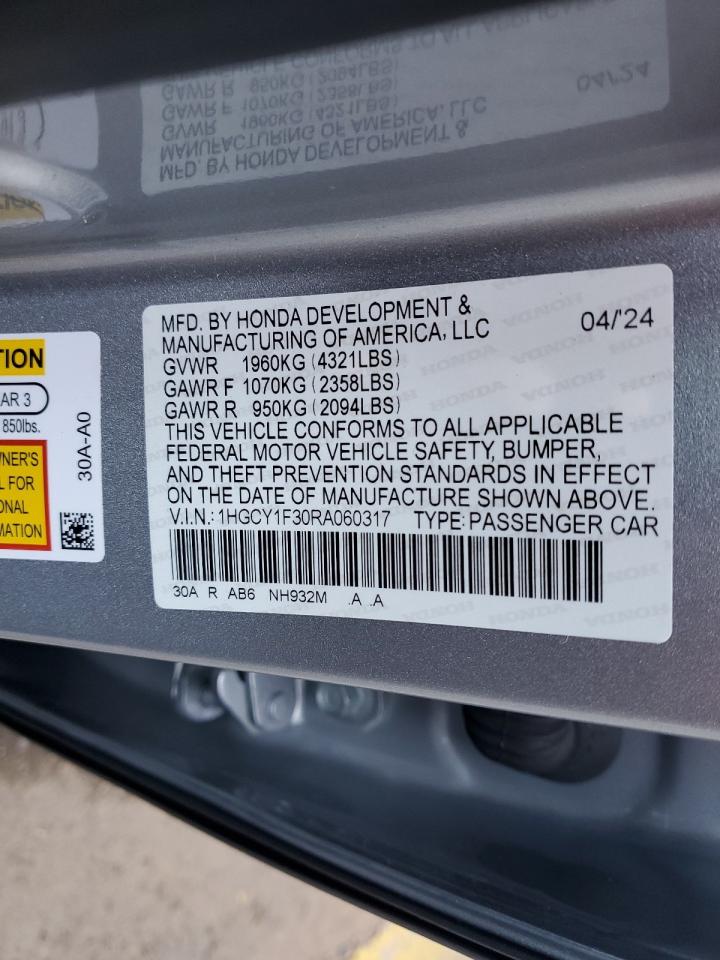 MFD. BY HONDA DEVELOPMENT &
MANUFACTURING OF AMERICA, LLC 04/'24
GVWR 1960KG (4321LBS)
GAWR F 1070KG (2358LBS)
GAWR R 950KG (2094LBS)
THIS VEHICLE CONFORMS TO ALL APPLICABLE
FEDERAL MOTOR VEHICLE SAFETY, BUMPER,
AND THEFT PREVENTION STANDARDS IN EFFECT
ON THE DATE OF MANUFACTURE SHOWN ABOVE.
V.I.N.: 1HGCY1F30RA060317 TYPE: PASSENGER CAR
30A R AB6 NH932M .A .A
TION
AR 3
850lbs.
WNER'S
L FOR
ONAL
MATION
30A-A0